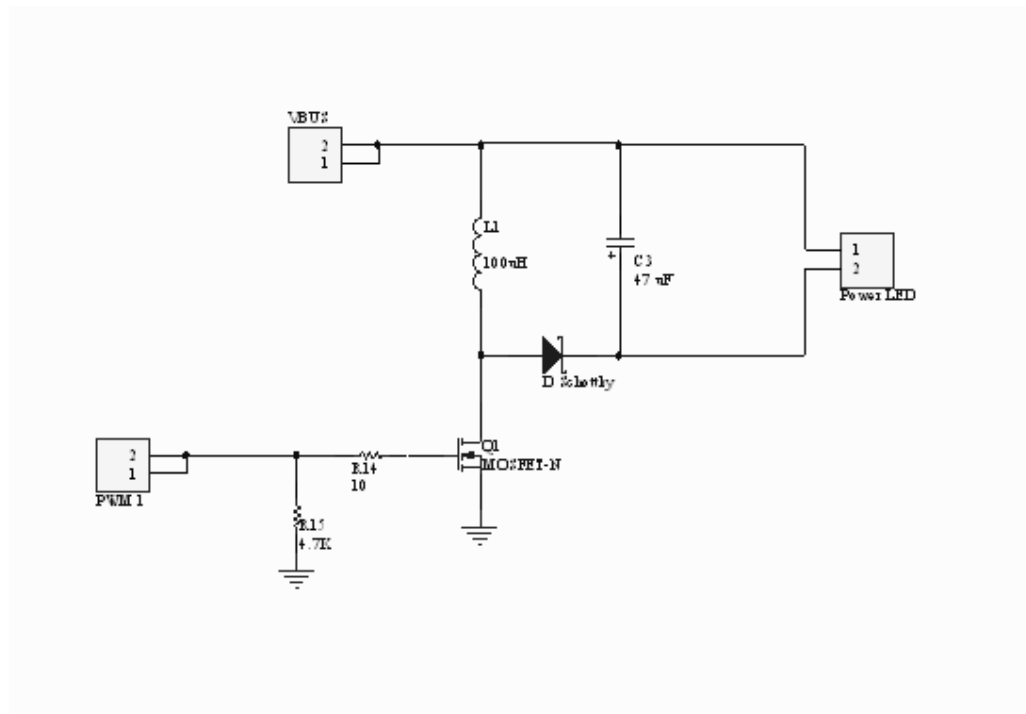 VBUS
2
1
L1
100uH
+
C3
47 uF
1
2
Power LED
D Schottky
Q1
MOSFET-N
2
1
PWM 1
R14
10
R15
4.7K